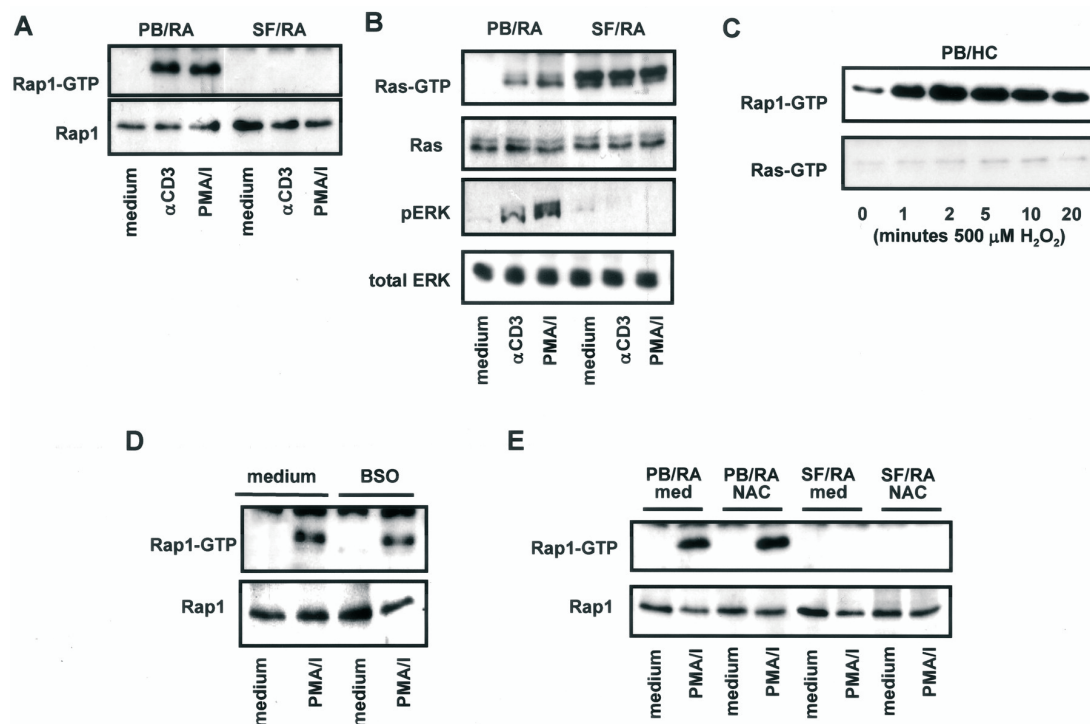 A
PB/RA SF/RA
Rap1-GTP
Rap1
medium
αCD3
PMA/I
medium
αCD3
PMA/I
B
PB/RA SF/RA
Ras-GTP
Ras
pERK
total ERK
medium
αCD3
PMA/I
medium
αCD3
PMA/I
C
PB/HC
Rap1-GTP
Ras-GTP
0 1 2 5 10 20
(minutes 500 μM H₂O₂)
D
medium BSO
Rap1-GTP
Rap1
medium
PMA/I
medium
PMA/I
E
PB/RA PB/RA SF/RA SF/RA
med NAC med NAC
Rap1-GTP
Rap1
medium
PMA/I
medium
PMA/I
medium
PMA/I
medium
PMA/I